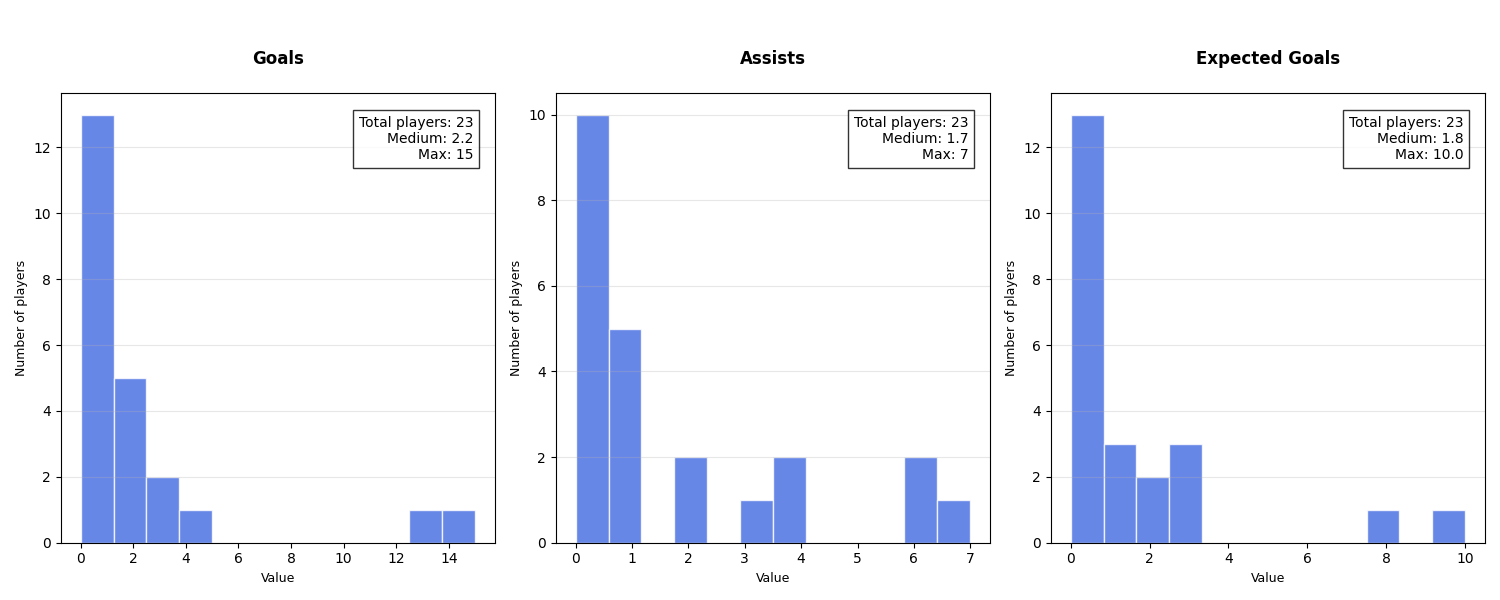 Goals
Total players: 23
Medium: 2.2
Max: 15
Number of players
12
10
8
6
4
2
0
0 2 4 6 8 10 12 14
Value
Assists
Total players: 23
Medium: 1.7
Max: 7
Number of players
10
8
6
4
2
0
0 1 2 3 4 5 6 7
Value
Expected Goals
Total players: 23
Medium: 1.8
Max: 10.0
Number of players
12
10
8
6
4
2
0
0 2 4 6 8 10
Value